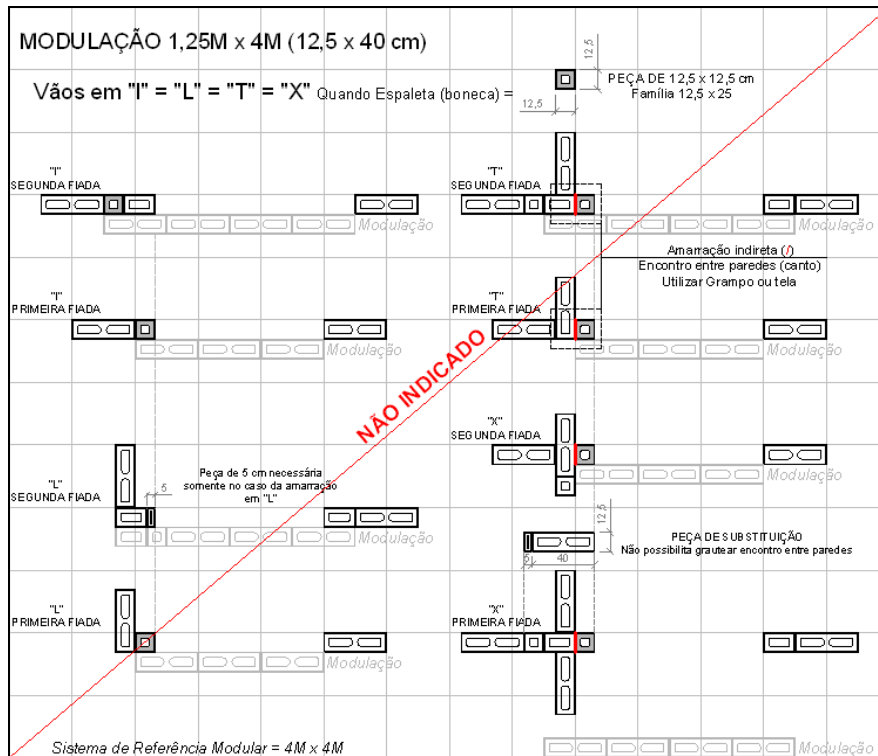 MODULAÇÃO 1,25M x 4M (12,5 x 40 cm)
Vãos em "I" = "L" = "T" = "X" Quando Espaleta (boneca) =
12,5
12,5
PEÇA DE 12,5 x 12,5 cm
Família 12,5 x 25
"I"
SEGUNDA FIADA
Modulação
"T"
SEGUNDA FIADA
Modulação
Amarração indireta (/)
Encontro entre paredes (canto)
Utilizar Grampo ou tela
"I"
PRIMEIRA FIADA
Modulação
"T"
PRIMEIRA FIADA
Modulação
NÃO INDICADO
"X"
SEGUNDA FIADA
Modulação
"L"
SEGUNDA FIADA
Peça de 5 cm necessária
somente no caso da amarração
em "L"
5
Modulação
12,5
5
40
PEÇA DE SUBSTITUIÇÃO
Não possibilita grautear encontro entre paredes
"L"
PRIMEIRA FIADA
Modulação
"X"
PRIMEIRA FIADA
Modulação
Sistema de Referência Modular = 4M x 4M